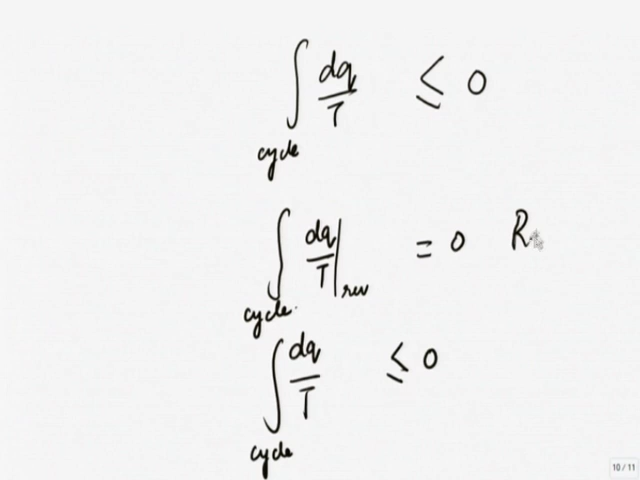 ∫cycle dq/T ≤ 0
∫cycle dq/T|rev = 0 R
∫cycle dq/T ≤ 0
10 / 11